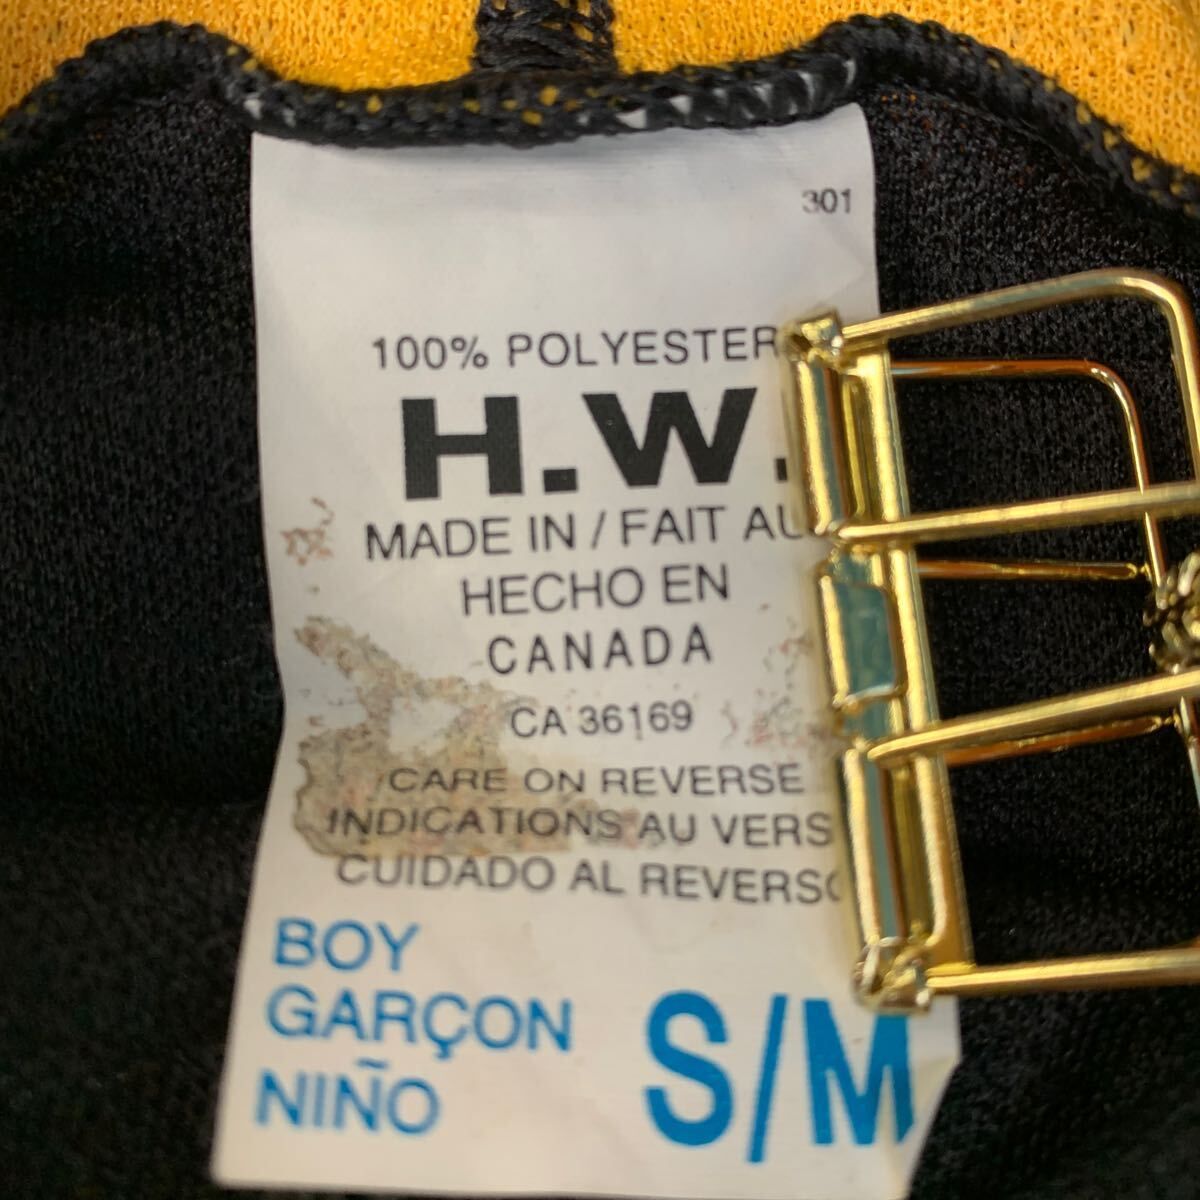 301
100% POLYESTER
H.W.
MADE IN / FAIT AU
HECHO EN
CANADA
CA 36169
CARE ON REVERSE
INDICATIONS AU VERS
CUIDADO AL REVERSO
BOY
GARÇON
NIÑO
S/M